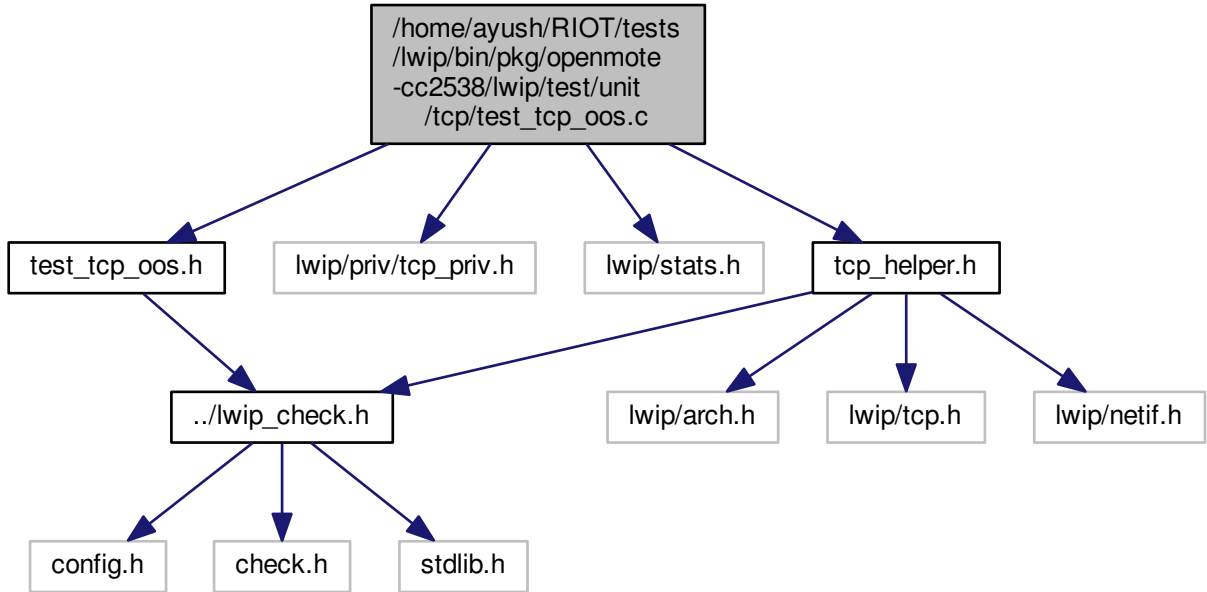 /home/ayush/RIOT/tests
/lwip/bin/pkg/openmote
-cc2538/lwip/test/unit
/tcp/test_tcp_oos.c
test_tcp_oos.h
lwip/priv/tcp_priv.h
lwip/stats.h
tcp_helper.h
../lwip_check.h
lwip/arch.h
lwip/tcp.h
lwip/netif.h
config.h
check.h
stdlib.h